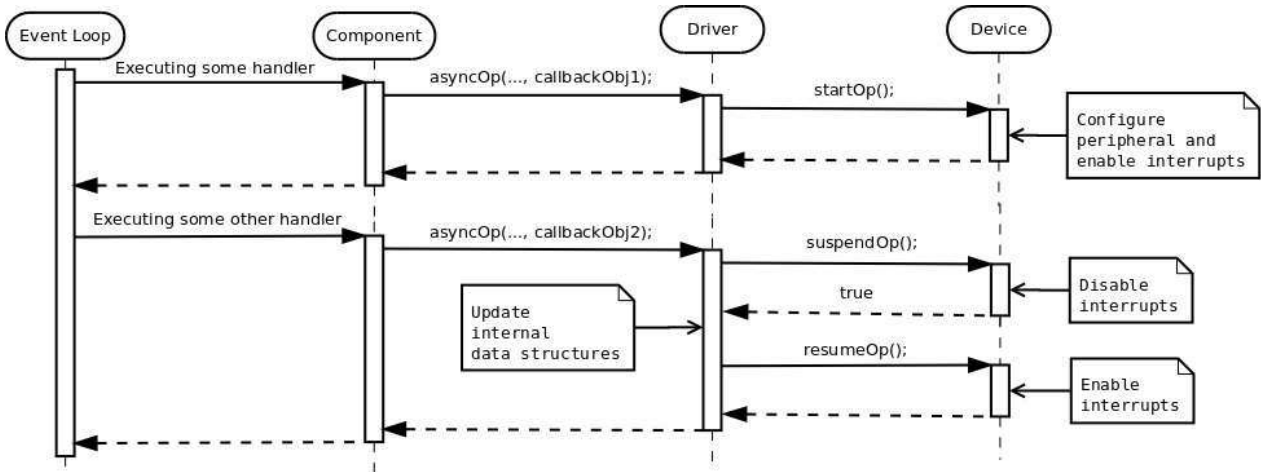 Event Loop
Component
Driver
Device
Executing some handler
asyncOp(..., callbackObj1);
startOp();
Configure
peripheral and
enable interrupts
Executing some other handler
asyncOp(..., callbackObj2);
suspendOp();
Disable
interrupts
true
Update
internal
data structures
resumeOp();
Enable
interrupts